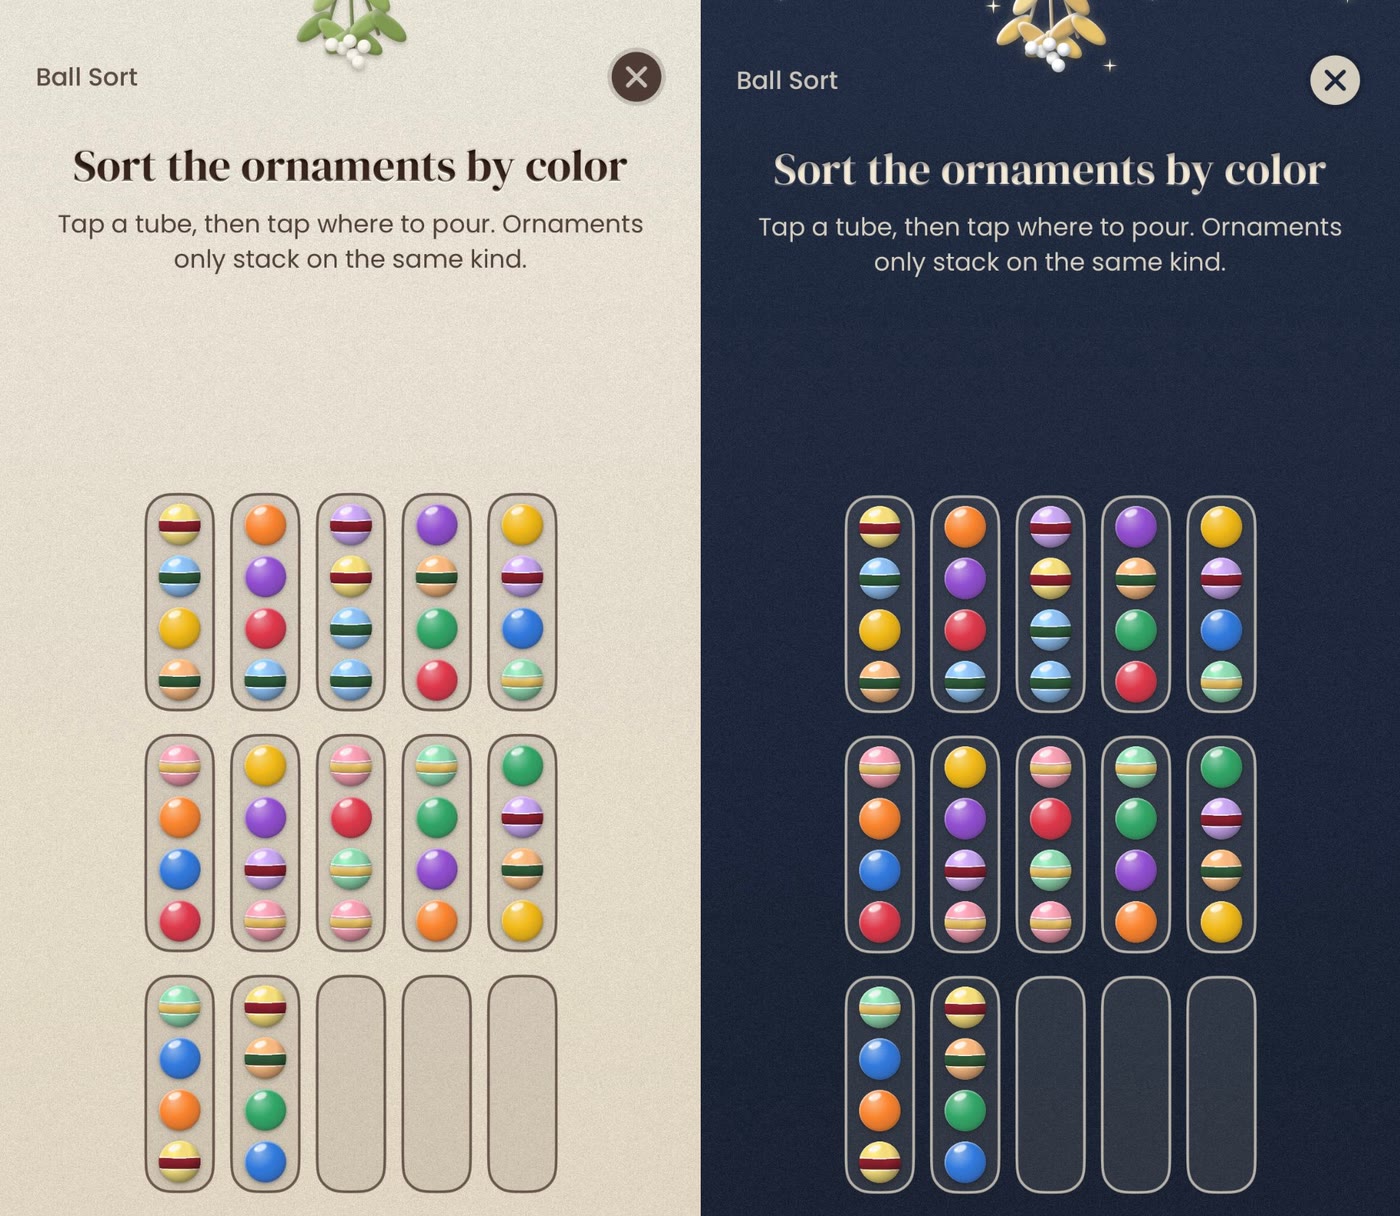 Ball Sort
Sort the ornaments by color
Tap a tube, then tap where to pour. Ornaments
only stack on the same kind.
Ball Sort
Sort the ornaments by color
Tap a tube, then tap where to pour. Ornaments
only stack on the same kind.